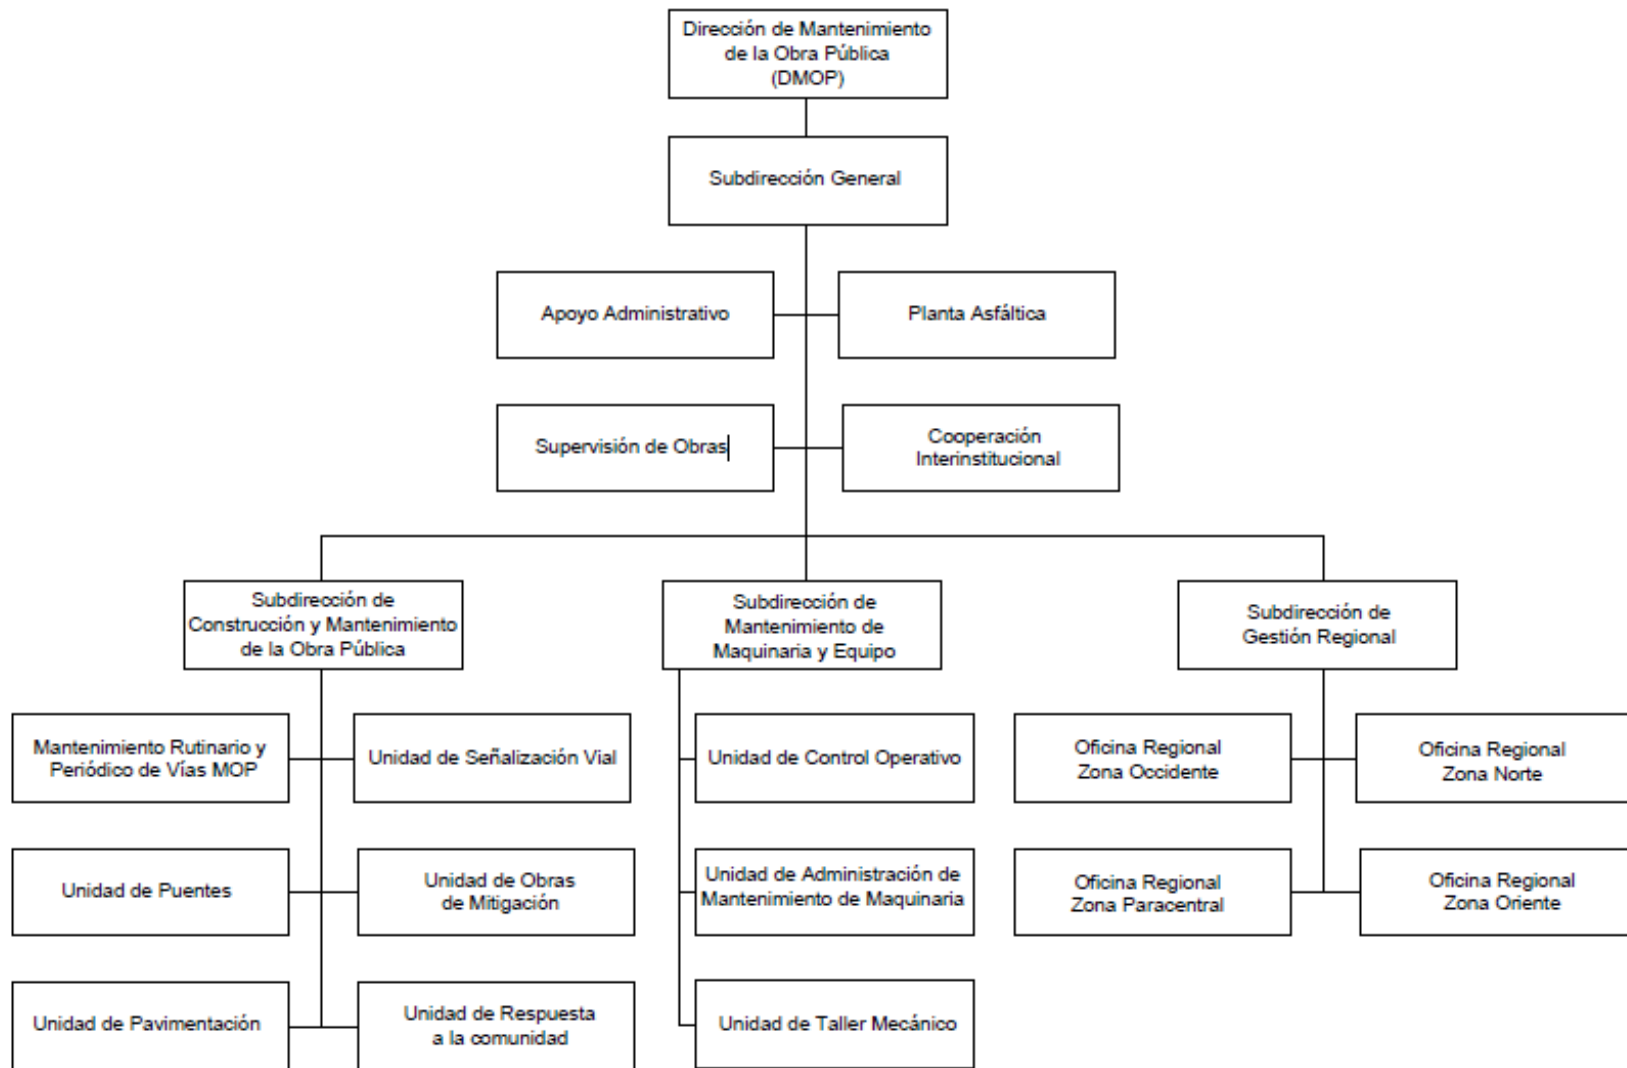 Dirección de Mantenimiento
de la Obra Pública
(DMOP)
Subdirección General
Apoyo Administrativo
Planta Asfáltica
Supervisión de Obras
Cooperación
Interinstitucional
Subdirección de
Construcción y Mantenimiento
de la Obra Pública
Subdirección de
Mantenimiento de
Maquinaria y Equipo
Subdirección de
Gestión Regional
Mantenimiento Rutinario y
Periódico de Vías MOP
Unidad de Señalización Vial
Unidad de Control Operativo
Oficina Regional
Zona Occidente
Oficina Regional
Zona Norte
Unidad de Puentes
Unidad de Obras
de Mitigación
Unidad de Administración de
Mantenimiento de Maquinaria
Oficina Regional
Zona Paracentral
Oficina Regional
Zona Oriente
Unidad de Pavimentación
Unidad de Respuesta
a la comunidad
Unidad de Taller Mecánico